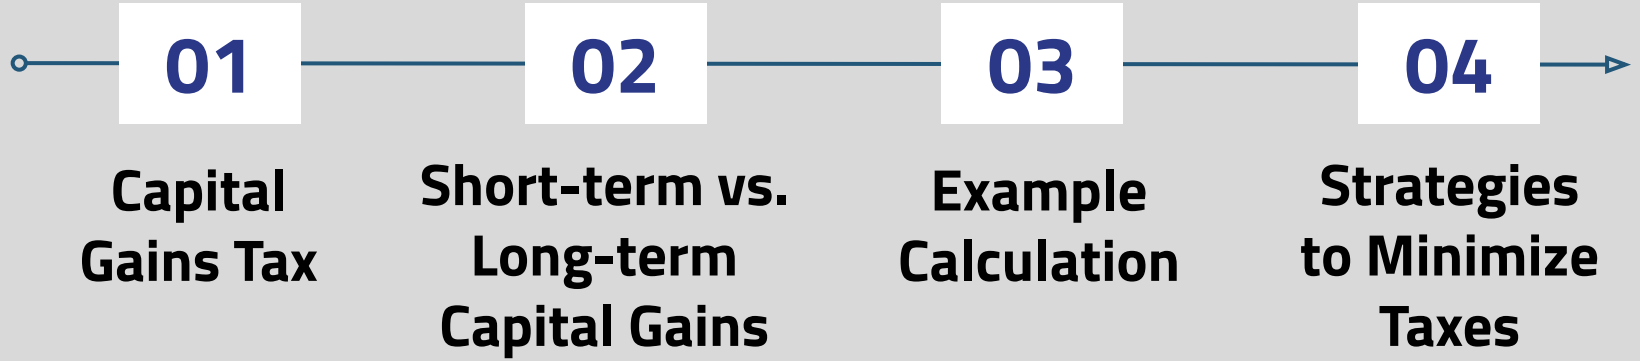 01
Capital
Gains Tax
02
Short-term vs.
Long-term
Capital Gains
03
Example
Calculation
04
Strategies
to Minimize
Taxes